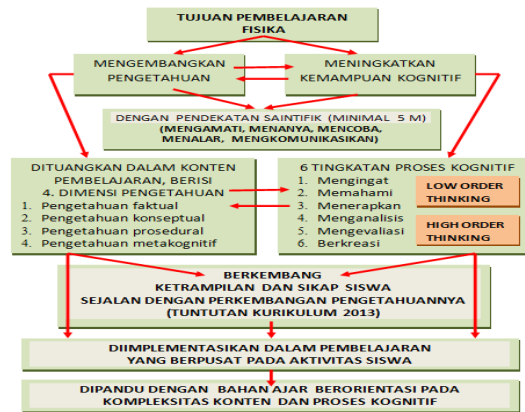 TUJUAN PEMBELAJARAN
FISIKA
MENGEMBANGKAN
PENGETAHUAN
MENINGKATKAN
KEMAMPUAN KOGNITIF
DENGAN PENDEKATAN SAINTIFIK (MINIMAL 5 M)
(MENGAMATI, MENANYA, MENCOBA,
MENALAR, MENGKOMUNIKASIKAN)
DITUANGKAN DALAM KONTEN
PEMBELAJARAN, BERISI
4. DIMENSI PENGETAHUAN
1. Pengetahuan faktual
2. Pengetahuan konseptual
3. Pengetahuan prosedural
4. Pengetahuan metakognitif
6 TINGKATAN PROSES KOGNITIF
1. Mengingat
2. Memahami
3. Menerapkan
4. Menganalisis
5. Mengevaliasi
6. Berkreasi
LOW ORDER
THINKING
HIGH ORDER
THINKING
BERKEMBANG
KETRAMPILAN DAN SIKAP SISWA
SEJALAN DENGAN PERKEMBANGAN PENGETAHUANNYA
(TUNTUTAN KURIKULUM 2013)
DIIMPLEMENTASIKAN DALAM PEMBELAJARAN
YANG BERPUSAT PADA AKTIVITAS SISWA
DIPANDU DENGAN BAHAN AJAR BERORIENTASI PADA
KOMPLEKSITAS KONTEN DAN PROSES KOGNITIF